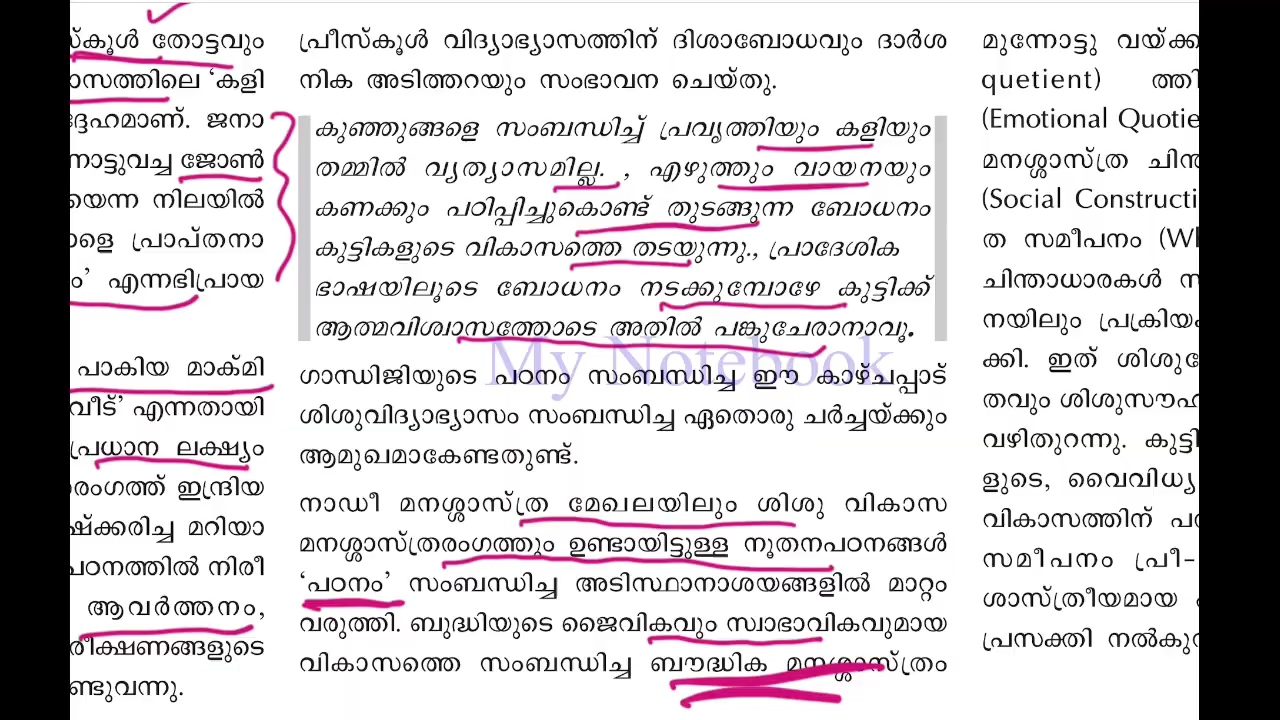 സ്കൂൾ തോട്ടവും
ാസത്തിലെ ‘കളി
ദ്ദേഹമാണ്. ജനാ
ന്നോട്ടുവച്ച ജോൺ
യെന്ന നിലയിൽ
ാളെ പ്രാപ്തനാ
ം’ എന്നഭിപ്രായ
പാകിയ മാക്മി
വീട്’ എന്നതായി
പ്രധാന ലക്ഷ്യം
രംഗത്ത് ഇന്ദ്രിയ
ഷ്ക്കരിച്ച മറിയാ
പഠനത്തിൽ നിരീ
ആവർത്തനം,
രീക്ഷണങ്ങളുടെ
ണ്ടുവന്നു.
പ്രീസ്കൂൾ വിദ്യാഭ്യാസത്തിന് ദിശാബോധവും ദാർശ
നിക അടിത്തറയും സംഭാവന ചെയ്തു.
കുഞ്ഞുങ്ങളെ സംബന്ധിച്ച് പ്രവൃത്തിയും കളിയും
തമ്മിൽ വ്യത്യാസമില്ല. , എഴുത്തും വായനയും
കണക്കും പഠിപ്പിച്ചുകൊണ്ട് തുടങ്ങുന്ന ബോധനം
കുട്ടികളുടെ വികാസത്തെ തടയുന്നു., പ്രാദേശിക
ഭാഷയിലൂടെ ബോധനം നടക്കുമ്പോഴേ കുട്ടിക്ക്
ആത്മവിശ്വാസത്തോടെ അതിൽ പങ്കുചേരാനാവൂ.
My Notebook
ഗാന്ധിജിയുടെ പഠനം സംബന്ധിച്ച ഈ കാഴ്ചപ്പാട്
ശിശുവിദ്യാഭ്യാസം സംബന്ധിച്ച ഏതൊരു ചർച്ചയ്ക്കും
ആമുഖമാകേണ്ടതുണ്ട്.
നാഡീ മനശ്ശാസ്ത്ര മേഖലയിലും ശിശു വികാസ
മനശ്ശാസ്ത്രരംഗത്തും ഉണ്ടായിട്ടുള്ള നൂതനപഠനങ്ങൾ
‘പഠനം’ സംബന്ധിച്ച അടിസ്ഥാനാശയങ്ങളിൽ മാറ്റം
വരുത്തി. ബുദ്ധിയുടെ ജൈവികവും സ്വാഭാവികവുമായ
വികാസത്തെ സംബന്ധിച്ച ബൗദ്ധിക മനശ്ശാസ്ത്രം
മുന്നോട്ടു വയ്ക്ക
quetient) ത്തി
(Emotional Quotie
മനശ്ശാസ്ത്ര ചിന്ത
(Social Constructi
ത സമീപനം (Wh
ചിന്താധാരകൾ സ
നയിലും പ്രക്രിയ
ക്കി. ഇത് ശിശുകേ
തവും ശിശുസൗഹ
വഴിതുറന്നു. കുട്ടി
ളുടെ, വൈവിധ്യ
വികാസത്തിന് പര
സമീപനം പ്രീ-
ശാസ്ത്രീയമായ
പ്രസക്തി നൽകു